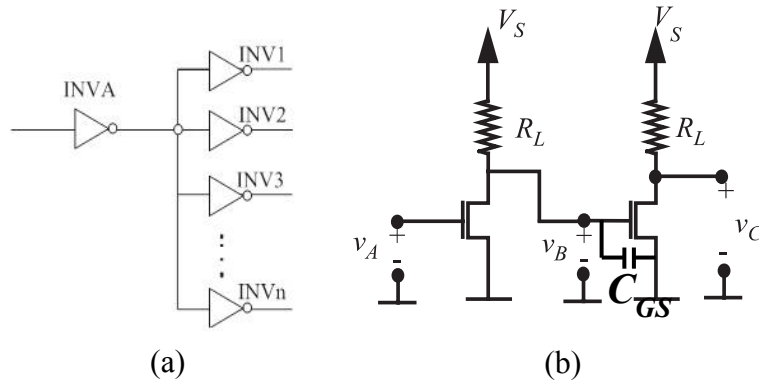 INVA
INV1
INV2
INV3
INVn
(a)
V_S V_S
R_L R_L
+ + +
v_A v_B v_C
- - -
C_GS
(b)